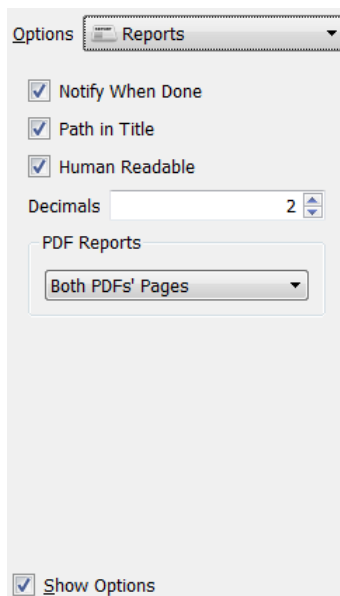 Options Reports
Notify When Done
Path in Title
Human Readable
Decimals 2
PDF Reports
Both PDFs' Pages
Show Options